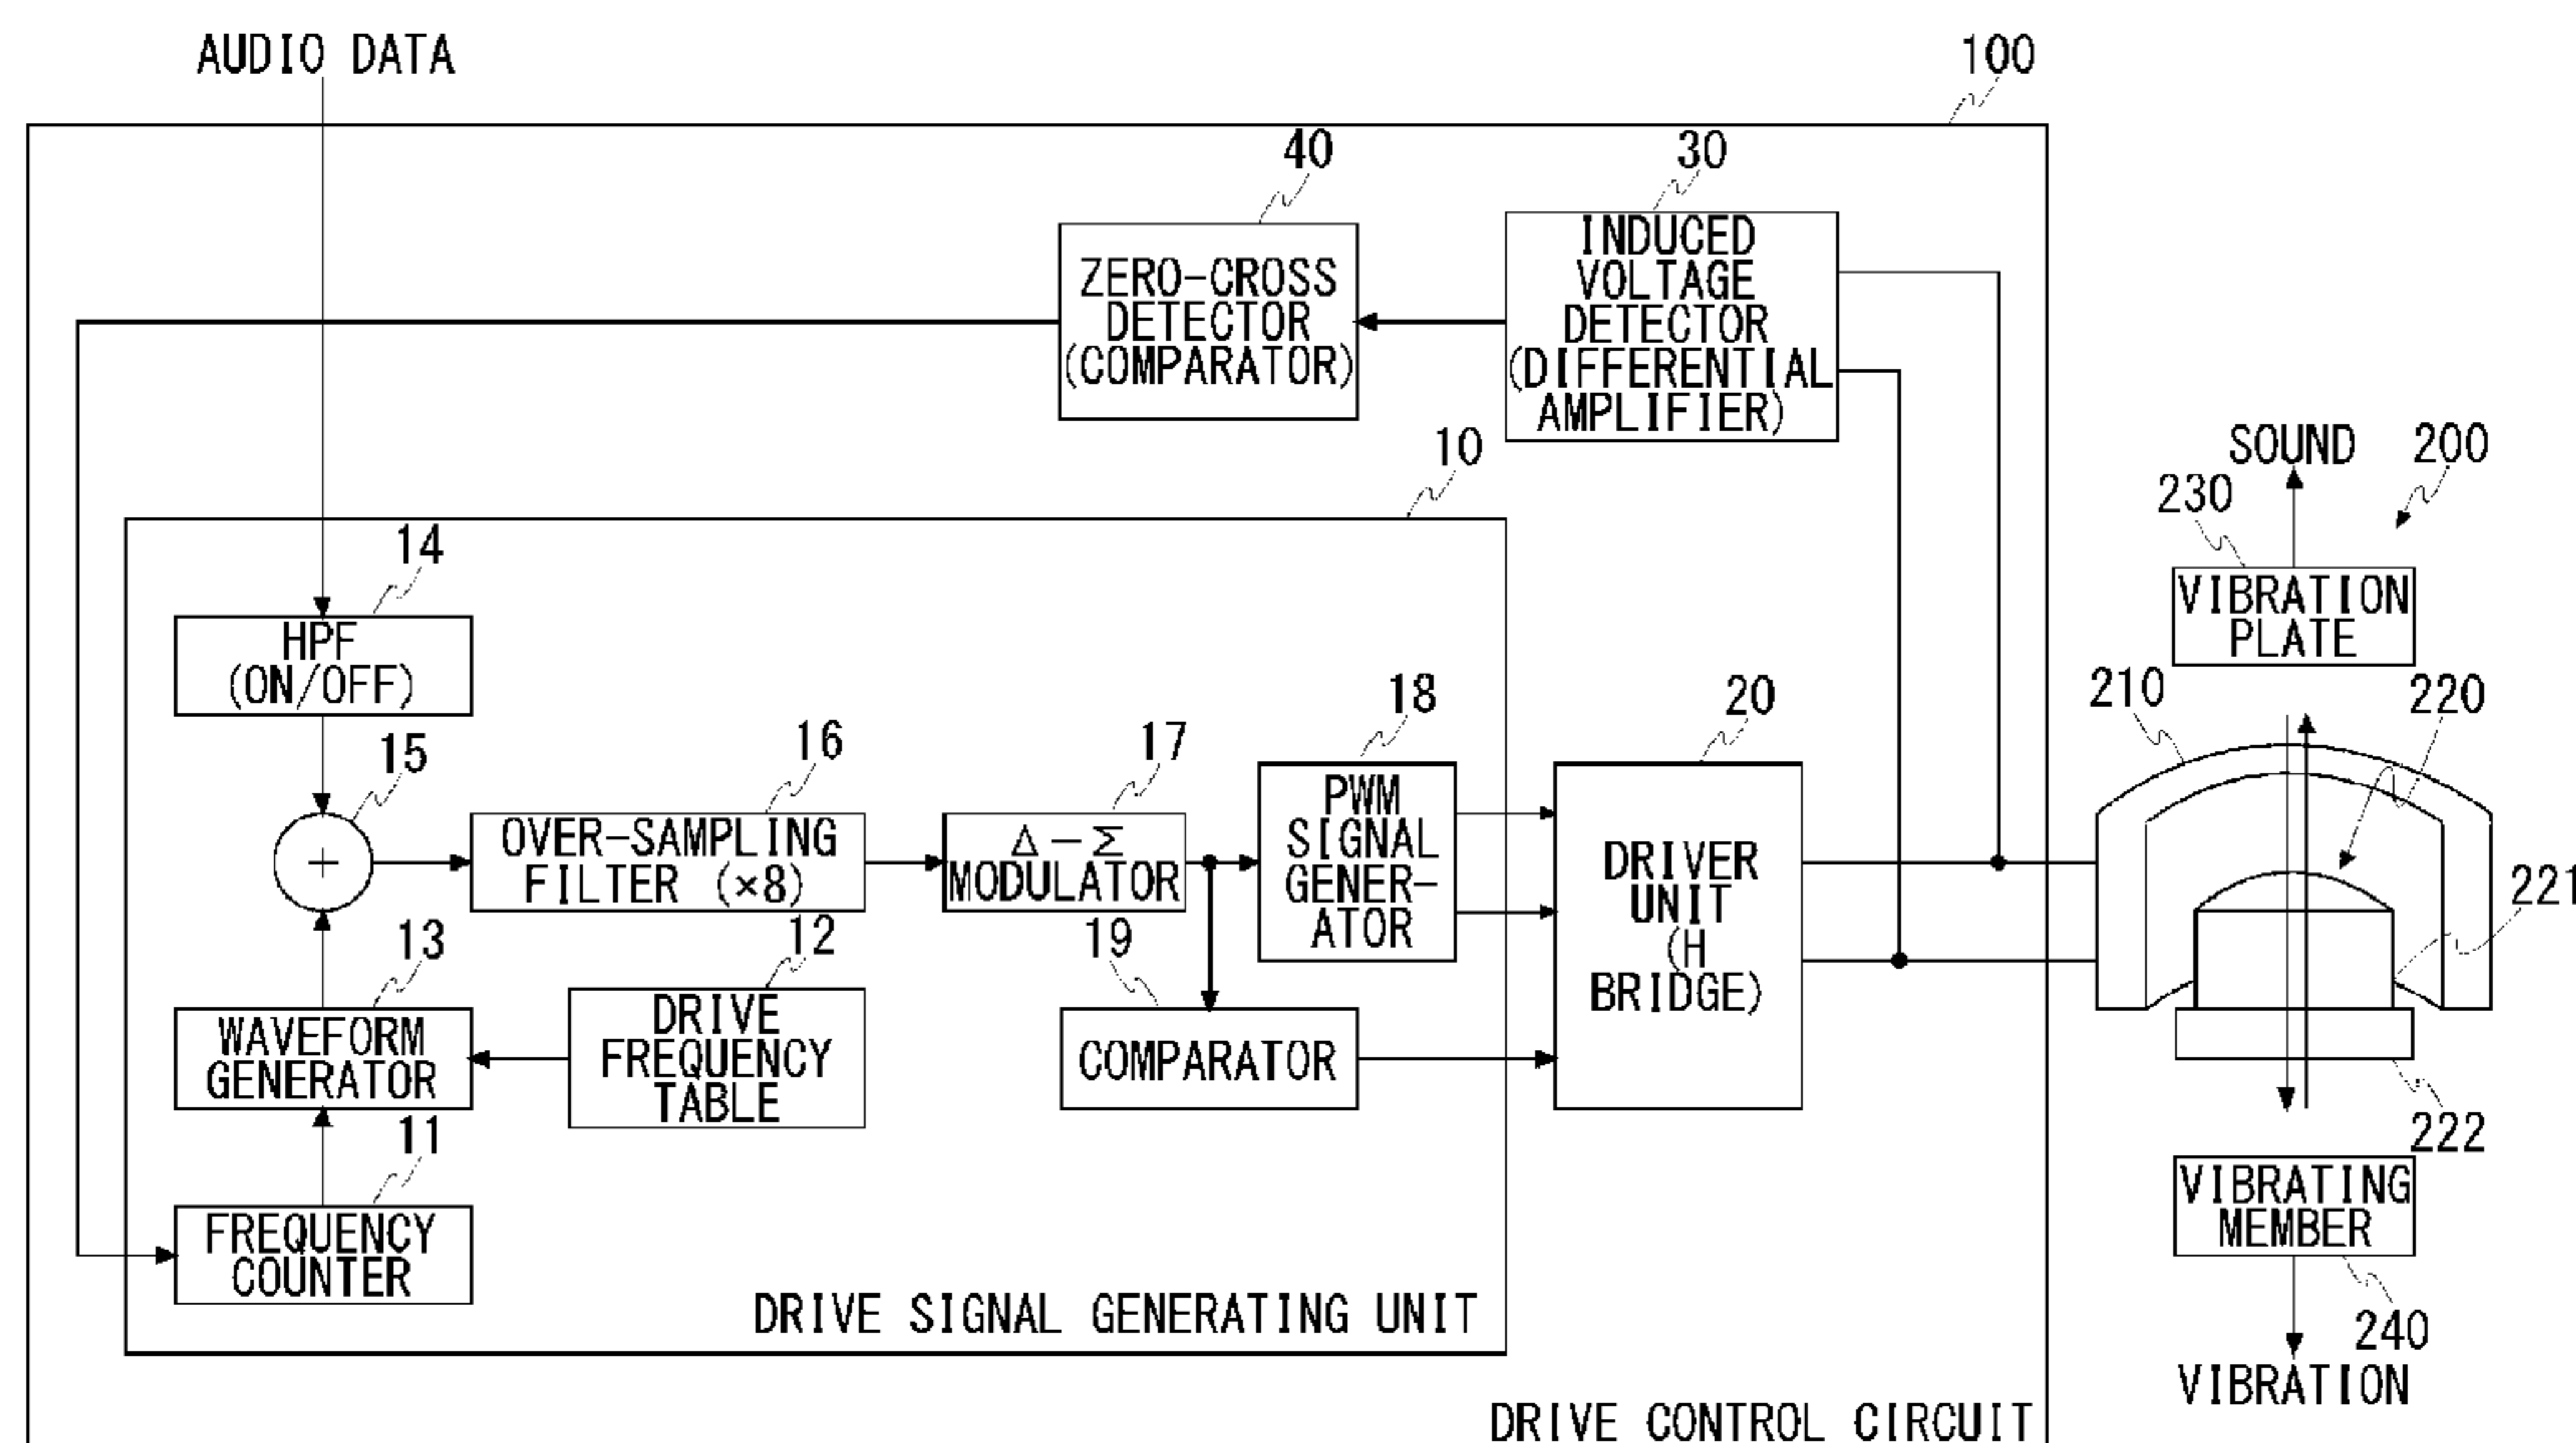 AUDIO DATA
100
40
30
ZERO-CROSS
DETECTOR
(COMPARATOR)
INDUCED
VOLTAGE
DETECTOR
(DIFFERENTIAL
AMPLIFIER)
10
SOUND
200
230
VIBRATION
PLATE
14
HPF
(ON/OFF)
15
16
17
18
20
210
220
+
OVER-SAMPLING
FILTER (×8)
Δ-Σ
MODULATOR
PWM
SIGNAL
GENER-
ATOR
DRIVER
UNIT
(H
BRIDGE)
221
13
12
19
WAVEFORM
GENERATOR
DRIVE
FREQUENCY
TABLE
COMPARATOR
222
11
FREQUENCY
COUNTER
VIBRATING
MEMBER
240
DRIVE SIGNAL GENERATING UNIT
VIBRATION
DRIVE CONTROL CIRCUIT